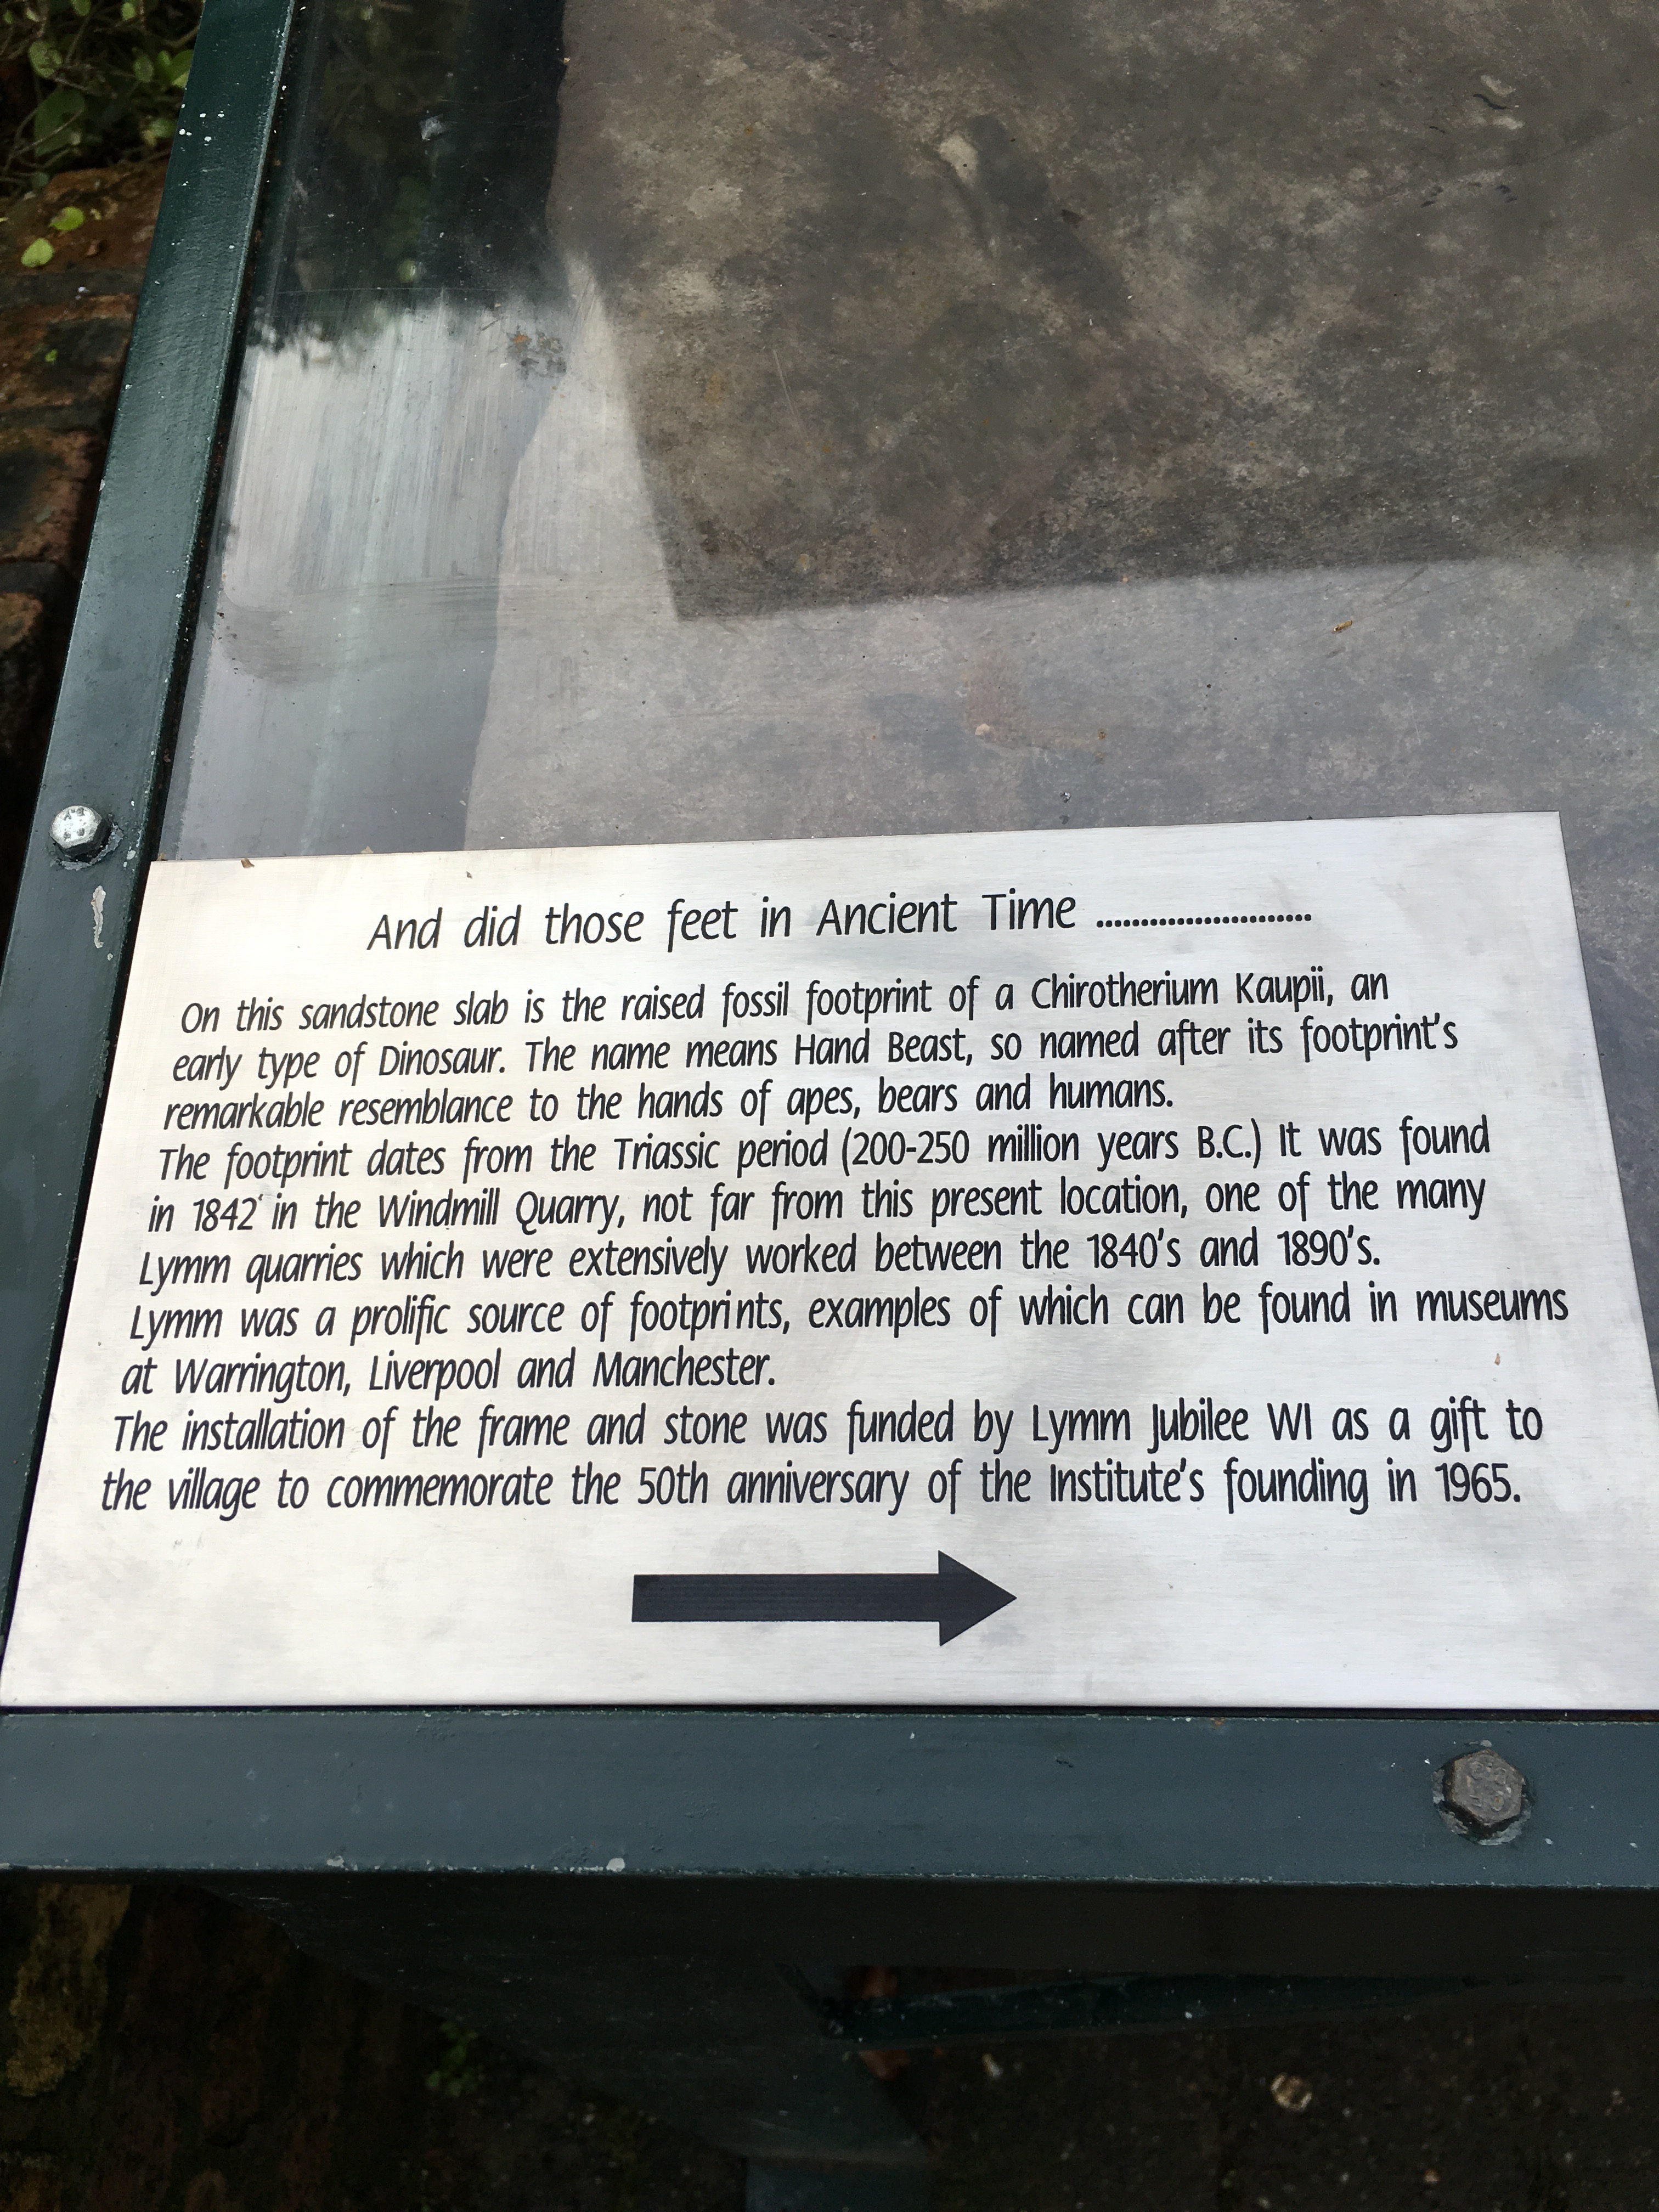 And did those feet in Ancient Time ........................
On this sandstone slab is the raised fossil footprint of a Chirotherium Kaupii, an
early type of Dinosaur. The name means Hand Beast, so named after its footprint's
remarkable resemblance to the hands of apes, bears and humans.
The footprint dates from the Triassic period (200-250 million years B.C.) It was found
in 1842 in the Windmill Quarry, not far from this present location, one of the many
Lymm quarries which were extensively worked between the 1840's and 1890's.
Lymm was a prolific source of footprints, examples of which can be found in museums
at Warrington, Liverpool and Manchester.
The installation of the frame and stone was funded by Lymm Jubilee WI as a gift to
the village to commemorate the 50th anniversary of the Institute's founding in 1965.